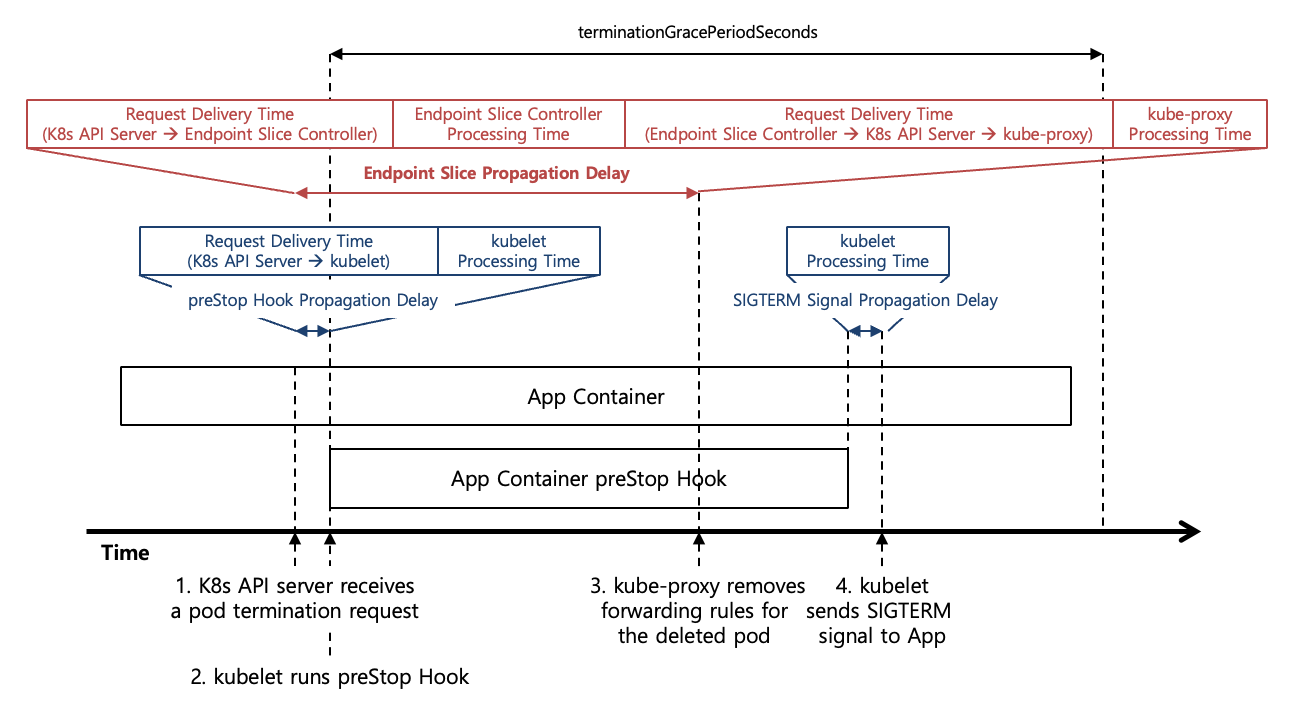 terminationGracePeriodSeconds
Request Delivery Time
(K8s API Server → Endpoint Slice Controller)
Endpoint Slice Controller
Processing Time
Request Delivery Time
(Endpoint Slice Controller → K8s API Server → kube-proxy)
kube-proxy
Processing Time
Endpoint Slice Propagation Delay
Request Delivery Time
(K8s API Server → kubelet)
kubelet
Processing Time
kubelet
Processing Time
preStop Hook Propagation Delay
SIGTERM Signal Propagation Delay
App Container
App Container preStop Hook
Time
1. K8s API server receives
a pod termination request
2. kubelet runs preStop Hook
3. kube-proxy removes
forwarding rules for
the deleted pod
4. kubelet
sends SIGTERM
signal to App